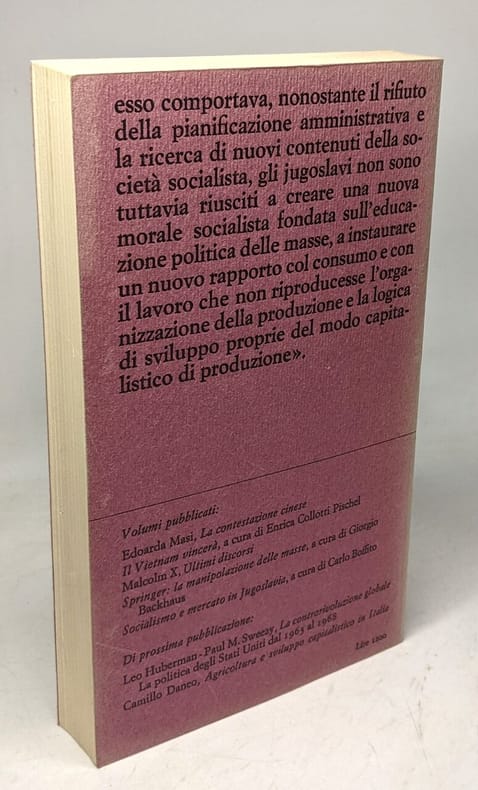 esso comportava, nonostante il rifiuto
della pianificazione amministrativa e
la ricerca di nuovi contenuti della so-
cietà socialista, gli jugoslavi non sono
tuttavia riusciti a creare una nuova
morale socialista fondata sull'educa-
zione politica delle masse, a instaurare
un nuovo rapporto col consumo e con
il lavoro che non riproducesse l'orga-
nizzazione della produzione e la logica
di sviluppo proprie del modo capita-
listico di produzione».
Volumi pubblicati:
Edoarda Masi, La contestazione cinese
Il Vietnam vincerà, a cura di Enrica Collotti Pischel
Malcolm X, Ultimi discorsi
Springer: la manipolazione delle masse, a cura di Giorgio
Backhaus
Socialismo e mercato in Jugoslavia, a cura di Carlo Boffito
Di prossima pubblicazione:
Leo Huberman - Paul M. Sweezy, La controrivoluzione globale
La politica degli Stati Uniti dal 1963 al 1968
Camillo Daneo, Agricoltura e sviluppo capitalistico in Italia
Lire 1200